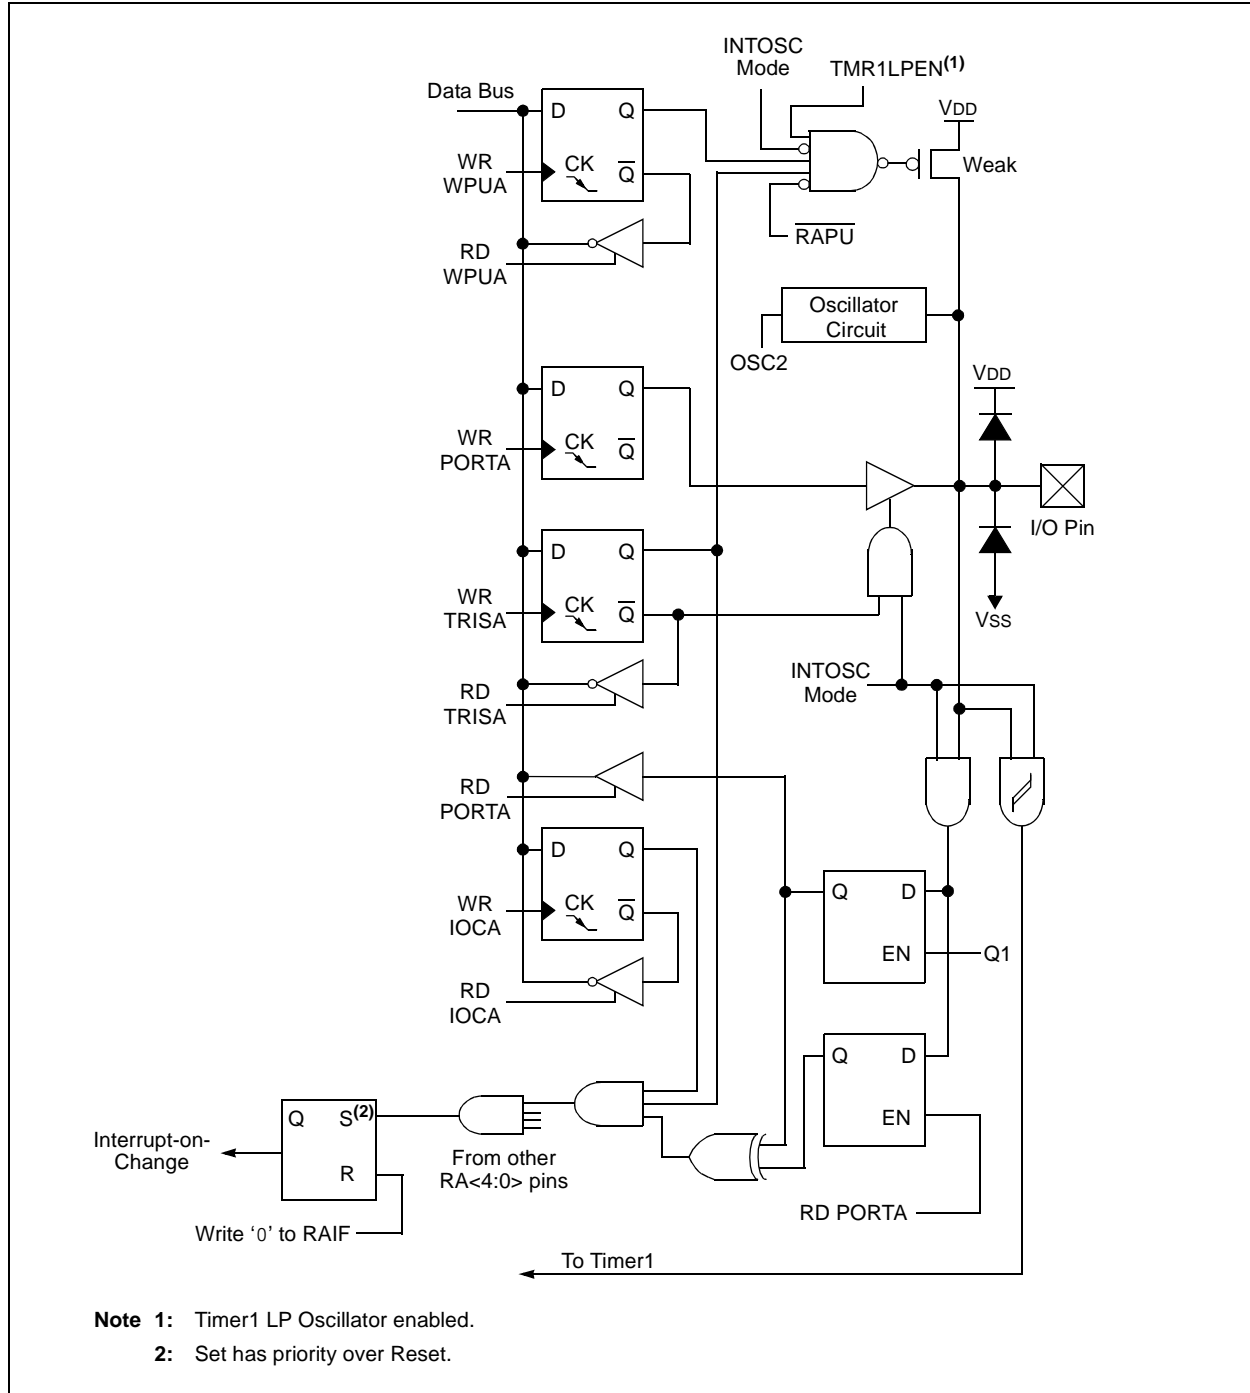 INTOSC
Mode
TMR1LPEN(1)
Data Bus
D
Q
VDD
WR
WPUA
CK
Q
Weak
RD
WPUA
RAPU
Oscillator
Circuit
OSC2
D
Q
VDD
WR
PORTA
CK
Q
I/O Pin
D
Q
WR
TRISA
CK
Q
VSS
INTOSC
Mode
RD
TRISA
RD
PORTA
D
Q
WR
IOCA
CK
Q
Q
D
EN
Q1
RD
IOCA
Q
D
EN
Q
S(2)
R
Interrupt-on-
Change
From other
RA<4:0> pins
RD PORTA
Write ‘0’ to RAIF
To Timer1
Note 1: Timer1 LP Oscillator enabled.
2: Set has priority over Reset.